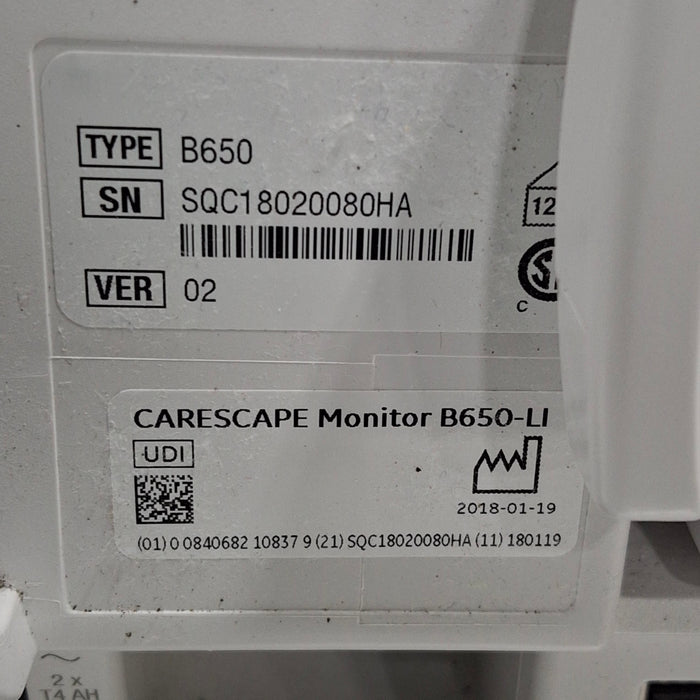 TYPE B650
SN SQC18020080HA
12
C
VER 02
CARESCAPE Monitor B650-LI
UDI
2018-01-19
(01) 0 0840682 10837 9 (21) SQC18020080HA (11) 180119
2 x
T4 AH